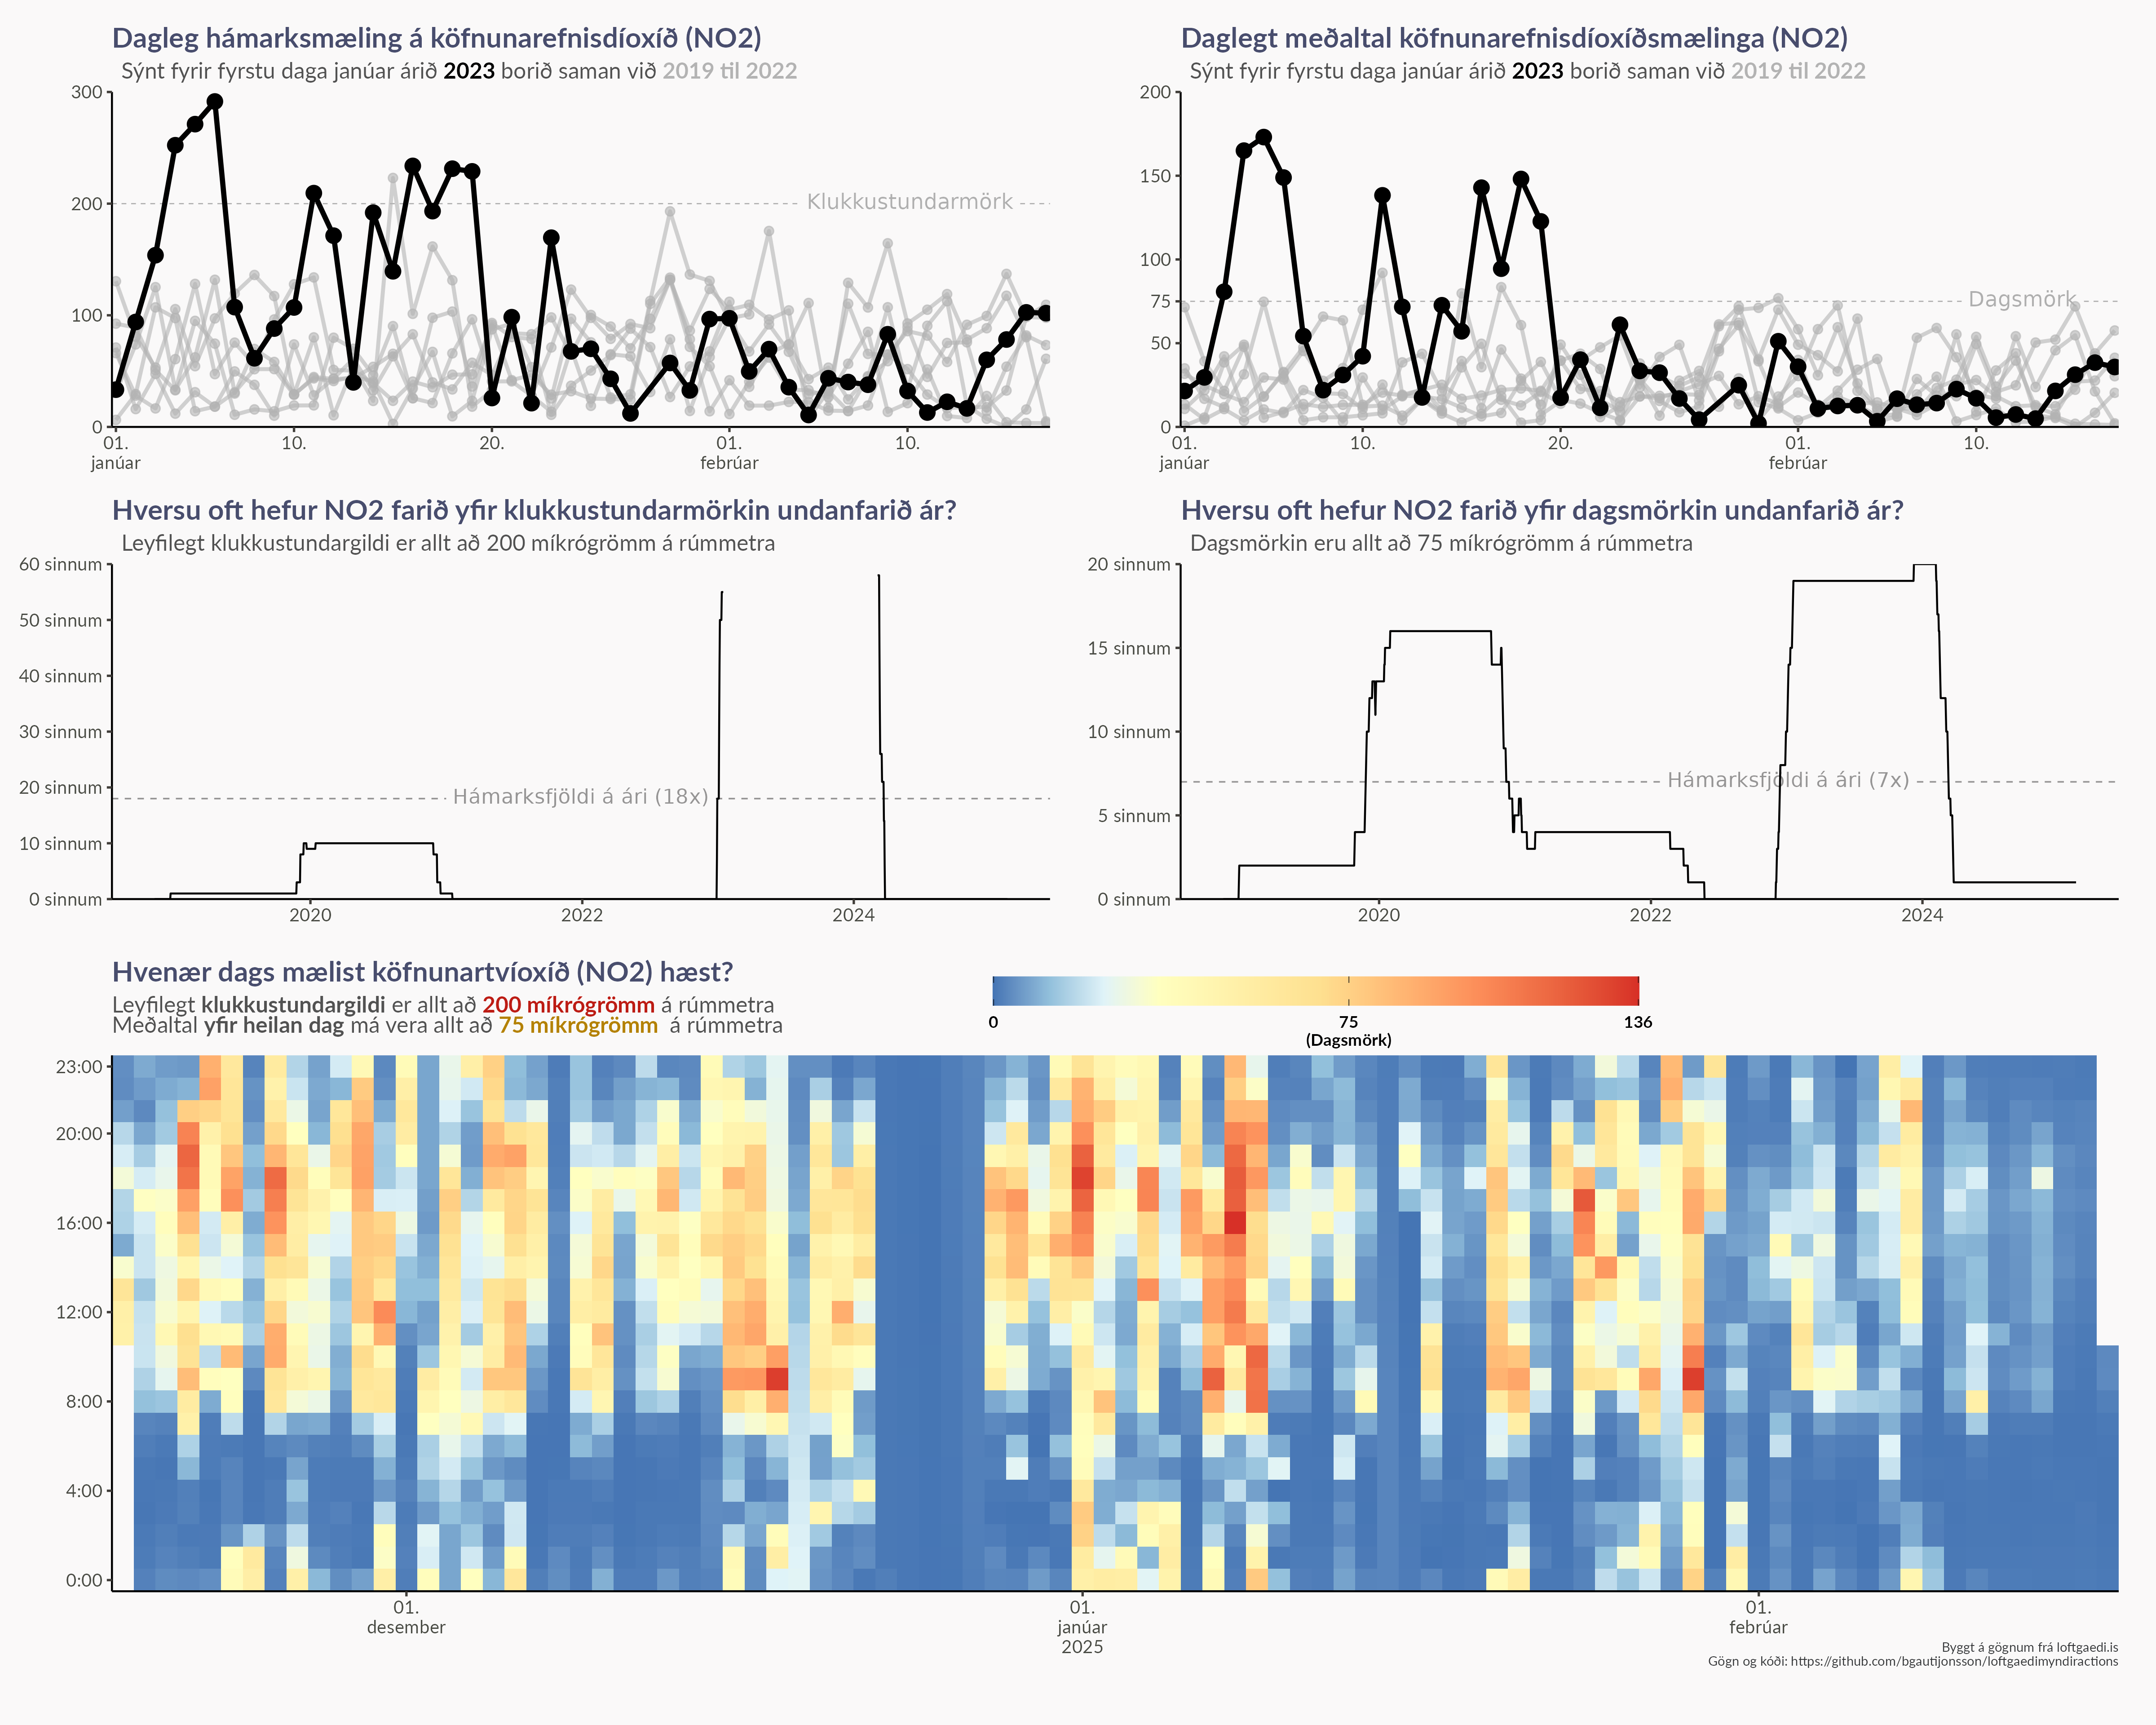 Dagleg hámarksmæling á köfnunarefnisdíoxíð (NO2)
Sýnt fyrir fyrstu daga janúar árið 2023 borið saman við 2019 til 2022
300
200
100
0
Klukkustundarmörk
01.
janúar
10.
20.
01.
febrúar
10.
Daglegt meðaltal köfnunarefnisdíoxíðsmælinga (NO2)
Sýnt fyrir fyrstu daga janúar árið 2023 borið saman við 2019 til 2022
200
150
100
75
50
0
Dagsmörk
01.
janúar
10.
20.
01.
febrúar
10.
Hversu oft hefur NO2 farið yfir klukkustundarmörkin undanfarið ár?
Leyfilegt klukkustundargildi er allt að 200 míkrógrömm á rúmmetra
60 sinnum
50 sinnum
40 sinnum
30 sinnum
20 sinnum
10 sinnum
0 sinnum
Hámarksfjöldi á ári (18x)
2020
2022
2024
Hversu oft hefur NO2 farið yfir dagsmörkin undanfarið ár?
Dagsmörkin eru allt að 75 míkrógrömm á rúmmetra
20 sinnum
15 sinnum
10 sinnum
5 sinnum
0 sinnum
Hámarksfjöldi á ári (7x)
2020
2022
2024
Hvenær dags mælist köfnunartvíoxíð (NO2) hæst?
Leyfilegt klukkustundargildi er allt að 200 míkrógrömm á rúmmetra
Meðaltal yfir heilan dag má vera allt að 75 míkrógrömm á rúmmetra
0
75
(Dagsmörk)
136
23:00
20:00
16:00
12:00
8:00
4:00
0:00
01.
desember
01.
janúar
2025
01.
febrúar
Byggt á gögnum frá loftgaedi.is
Gögn og kóði: https://github.com/bgautijonsson/loftgaedimyndiractions